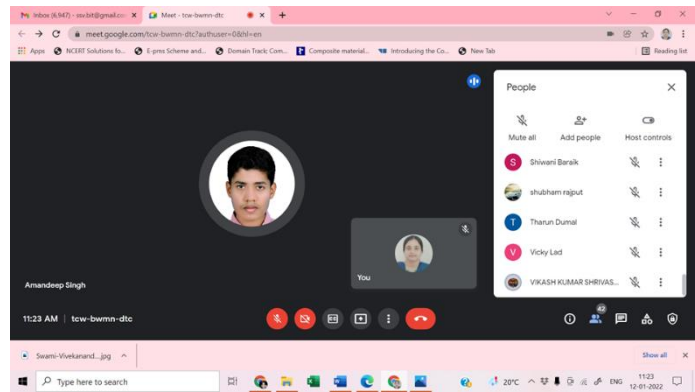 Inbox (6,947) - ssv.bit@gmail.com
Meet - tcw-bwmn-dtc
meet.google.com/tcw-bwmn-dtc?authuser=0&hl=en
Apps
NCERT Solutions fo...
E-pres Scheme and...
Domain Track: Com...
Composite material...
Introducing the Co...
New Tab
Reading list
People
Mute all
Add people
Host controls
S Shiwani Baraik
shubham rajput
T Tharun Dumal
V Vicky Lad
VIKASH KUMAR SHRIVAS...
You
Amandeep Singh
11:23 AM | tcw-bwmn-dtc
42
Swami-Vivekanand....jpg
Show all
Type here to search
20°C
ENG
11:23
12-01-2022